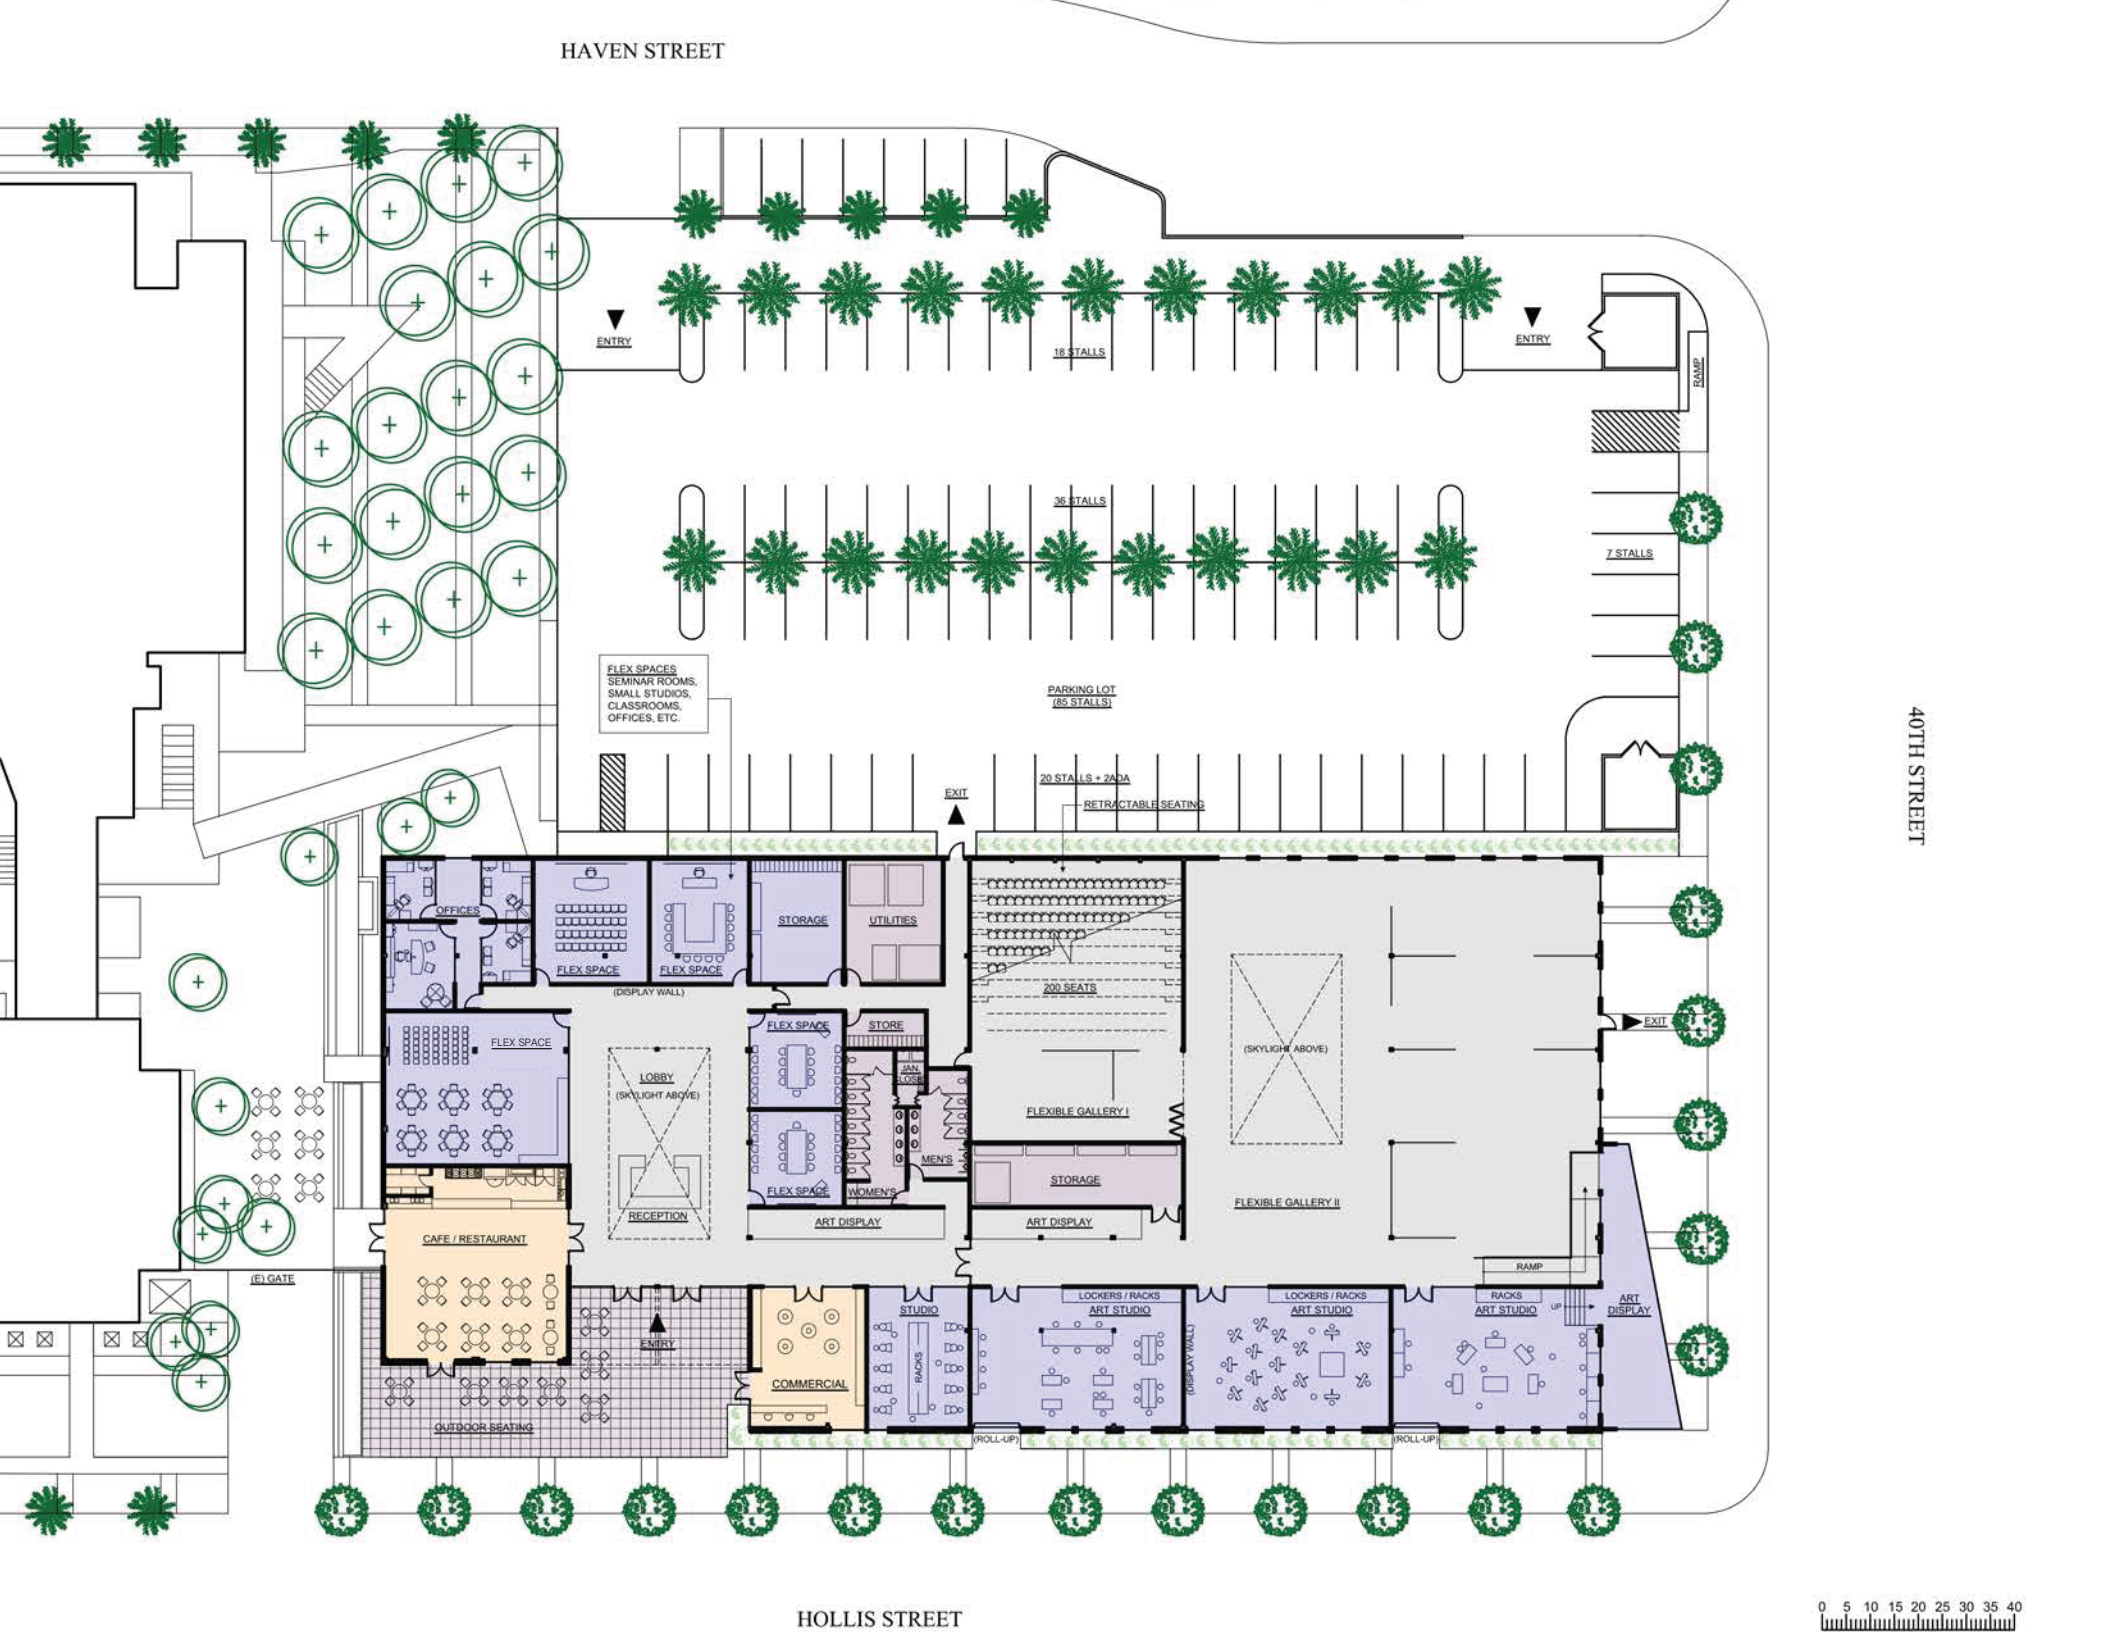 HAVEN STREET
ENTRY
ENTRY
18 STALLS
RAMP
36 STALLS
7 STALLS
FLEX SPACES
SEMINAR ROOMS,
SMALL STUDIOS,
CLASSROOMS,
OFFICES, ETC.
PARKING LOT
(85 STALLS)
40TH STREET
20 STALLS + 2ADA
EXIT
RETRACTABLE SEATING
OFFICES
FLEX SPACE
FLEX SPACE
STORAGE
UTILITIES
(DISPLAY WALL)
200 SEATS
FLEX SPACE
FLEX SPACE
STORE
EXIT
(SKYLIGHT ABOVE)
LOBBY
(SKYLIGHT ABOVE)
JAN.
CLOSET
FLEXIBLE GALLERY I
MEN'S
STORAGE
FLEX SPACE
WOMEN'S
FLEXIBLE GALLERY II
RECEPTION
ART DISPLAY
ART DISPLAY
CAFE / RESTAURANT
RAMP
(E) GATE
LOCKERS / RACKS
LOCKERS / RACKS
RACKS
STUDIO
ART STUDIO
ART STUDIO
ART STUDIO
UP
ART
DISPLAY
ENTRY
RACKS
(DISPLAY WALL)
COMMERCIAL
OUTDOOR SEATING
(ROLL-UP)
(ROLL-UP)
HOLLIS STREET
0 5 10 15 20 25 30 35 40